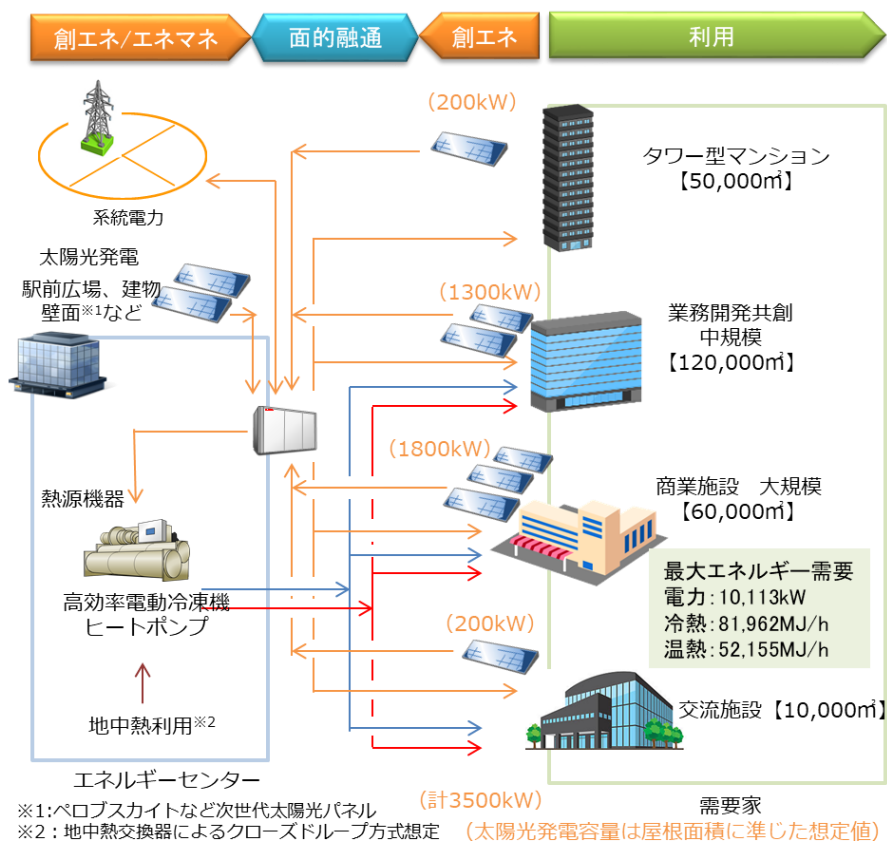 創エネ/エネマネ
面的融通
創エネ
利用
系統電力
太陽光発電
駅前広場、建物
壁面※1など
熱源機器
高効率電動冷凍機
ヒートポンプ
地中熱利用※2
エネルギーセンター
(200kW)
(1300kW)
(1800kW)
(200kW)
(計3500kW)
タワー型マンション
【50,000㎡】
業務開発共創
中規模
【120,000㎡】
商業施設　大規模
【60,000㎡】
最大エネルギー需要
電力:10,113kW
冷熱:81,962MJ/h
温熱:52,155MJ/h
交流施設【10,000㎡】
需要家
※1:ペロブスカイトなど次世代太陽光パネル
※2：地中熱交換器によるクローズドループ方式想定
(太陽光発電容量は屋根面積に準じた想定値)